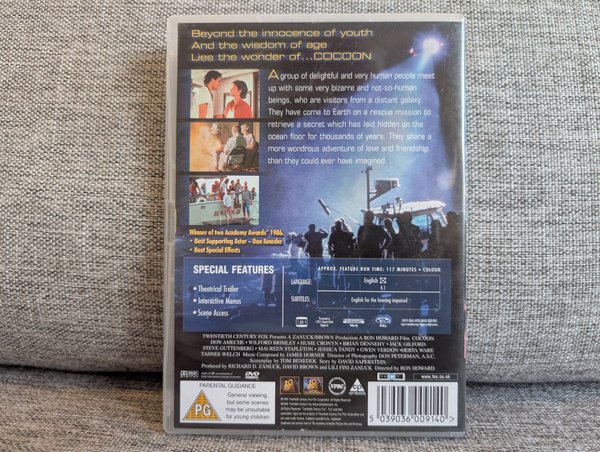 Beyond the innocence of youth
And the wisdom of age
Lies the wonder of...COCOON
A group of delightful and very human people meet
up with some very bizarre and not-so-human
beings, who are visitors from a distant galaxy.
They have come to Earth on a rescue mission to
retrieve a secret which has laid hidden on the
ocean floor for thousands of years. They share a
more wondrous adventure of love and friendship
than they could ever have imagined.
Winner of two Academy Awards® 1986.
• Best Supporting Actor - Don Ameche
• Best Special Effects
SPECIAL FEATURES
• Theatrical Trailer
• Interactive Menus
• Scene Access
APPROX. FEATURE RUN TIME: 117 MINUTES • COLOUR
LANGUAGE:
English
4.1
SUBTITLES:
English for the hearing impaired
TWENTIETH CENTURY FOX Presents A ZANUCK/BROWN Production A RON HOWARD Film COCOON
DON AMECHE • WILFORD BRIMLEY • HUME CRONYN • BRIAN DENNEHY • JACK GILFORD
STEVE GUTTENBERG • MAUREEN STAPLETON • JESSICA TANDY • GWEN VERDON • HERTA WARE
TAHNEE WELCH Music Composed by JAMES HORNER Director of Photography DON PETERMAN, A.S.C.
Screenplay by TOM BENEDEK Story by DAVID SAPERSTEIN
Produced by RICHARD D. ZANUCK, DAVID BROWN and LILI FINI ZANUCK Directed by RON HOWARD
DVD VIDEO
www.fox.co.uk
PARENTAL GUIDANCE
PG
General viewing,
but some scenes
may be unsuitable
for young children
5 039036 009140 >